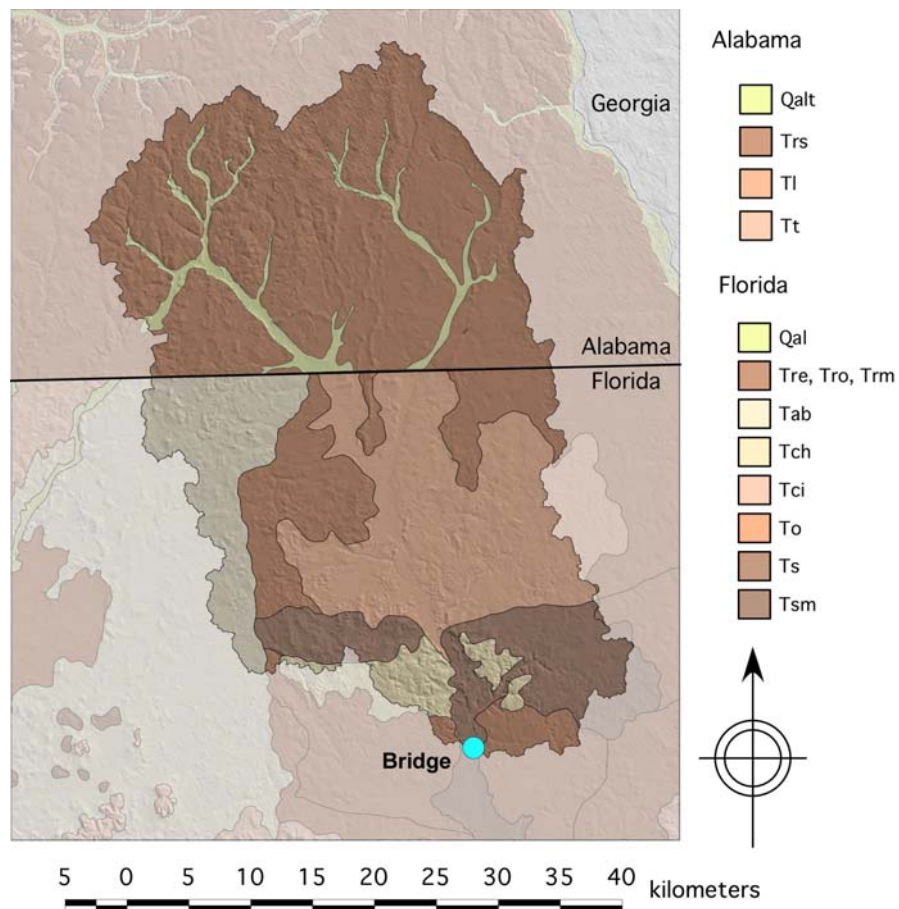 Georgia
Alabama
Florida
Bridge
Alabama
Qalt
Trs
Tl
Tt
Florida
Qal
Tre, Tro, Trm
Tab
Tch
Tci
To
Ts
Tsm
5 0 5 10 15 20 25 28 30 35 40 kilometers